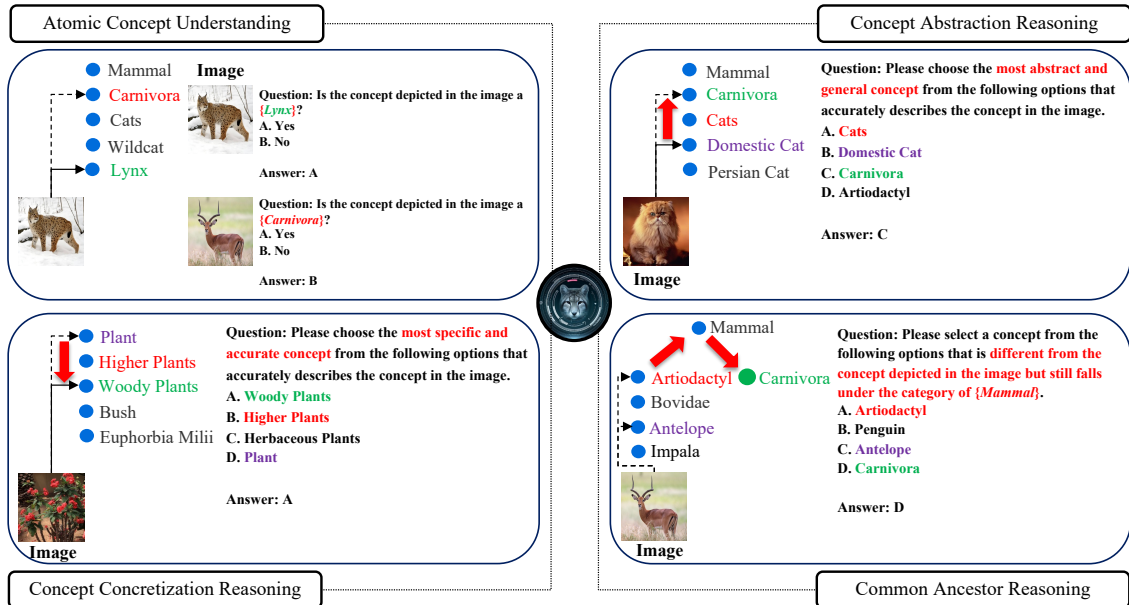 Atomic Concept Understanding
Mammal
Carnivora
Cats
Wildcat
Lynx
Image
Question: Is the concept depicted in the image a
{Lynx}?
A. Yes
B. No
Answer: A
Question: Is the concept depicted in the image a
{Carnivora}?
A. Yes
B. No
Answer: B
Concept Abstraction Reasoning
Mammal
Carnivora
Cats
Domestic Cat
Persian Cat
Image
Question: Please choose the most abstract and
general concept from the following options that
accurately describes the concept in the image.
A. Cats
B. Domestic Cat
C. Carnivora
D. Artiodactyl
Answer: C
Plant
Higher Plants
Woody Plants
Bush
Euphorbia Milii
Image
Question: Please choose the most specific and
accurate concept from the following options that
accurately describes the concept in the image.
A. Woody Plants
B. Higher Plants
C. Herbaceous Plants
D. Plant
Answer: A
Concept Concretization Reasoning
Mammal
Artiodactyl
Carnivora
Bovidae
Antelope
Impala
Image
Question: Please select a concept from the
following options that is different from the
concept depicted in the image but still falls
under the category of {Mammal}.
A. Artiodactyl
B. Penguin
C. Antelope
D. Carnivora
Answer: D
Common Ancestor Reasoning